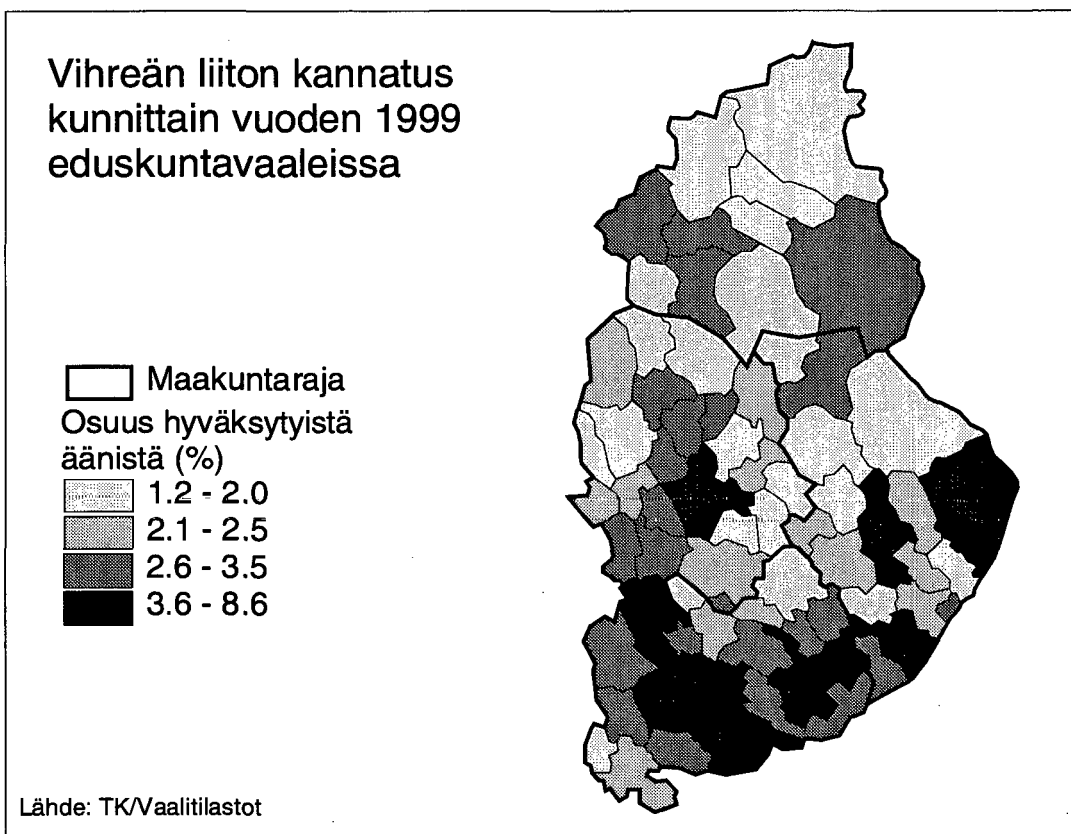 Vihreän liiton kannatus
kunnittain vuoden 1999
eduskuntavaaleissa
Maakuntaraja
Osuus hyväksytyistä
äänistä (%)
1.2 - 2.0
2.1 - 2.5
2.6 - 3.5
3.6 - 8.6
Lähde: TK/Vaalitilastot